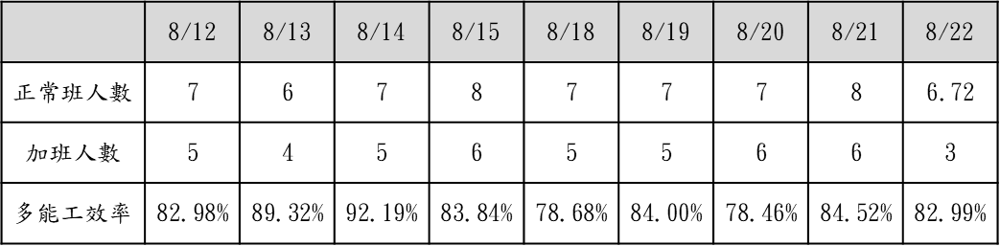 8/12 8/13 8/14 8/15 8/18 8/19 8/20 8/21 8/22
正常班人數 7 6 7 8 7 7 7 8 6.72
加班人數 5 4 5 6 5 5 6 6 3
多能工效率 82.98% 89.32% 92.19% 83.84% 78.68% 84.00% 78.46% 84.52% 82.99%